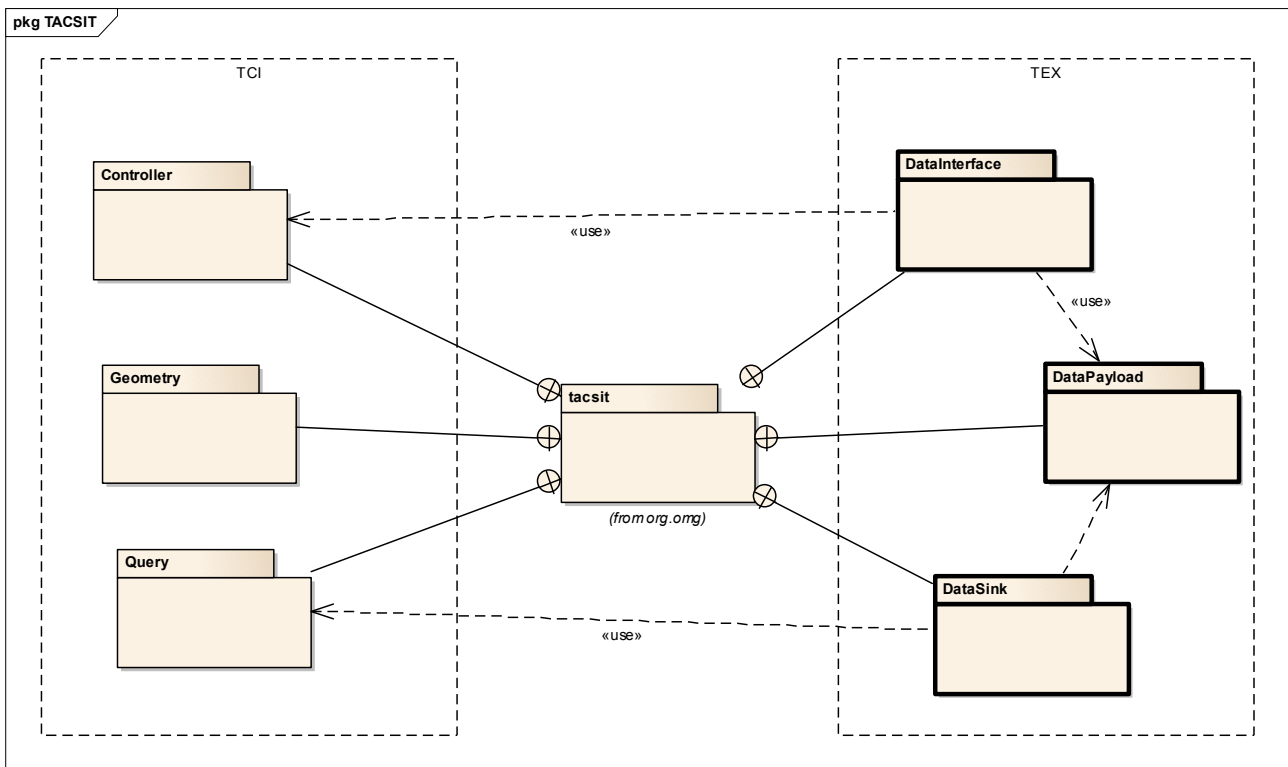 pkg TACSIT
TCI
TEX
Controller
DataInterface
«use»
«use»
Geometry
DataPayload
tacsit
(from org.omg)
Query
DataSink
«use»